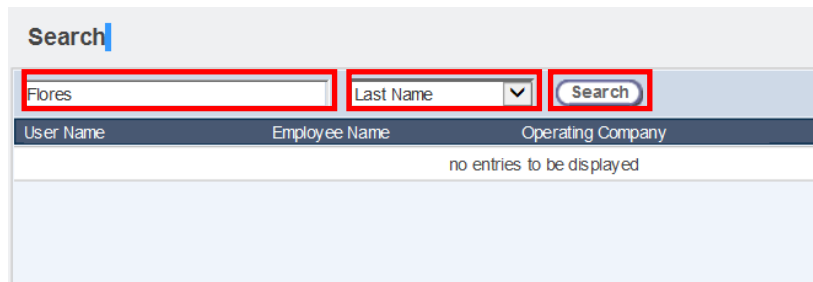 Search
Flores Last Name Search
User Name Employee Name Operating Company
no entries to be displayed